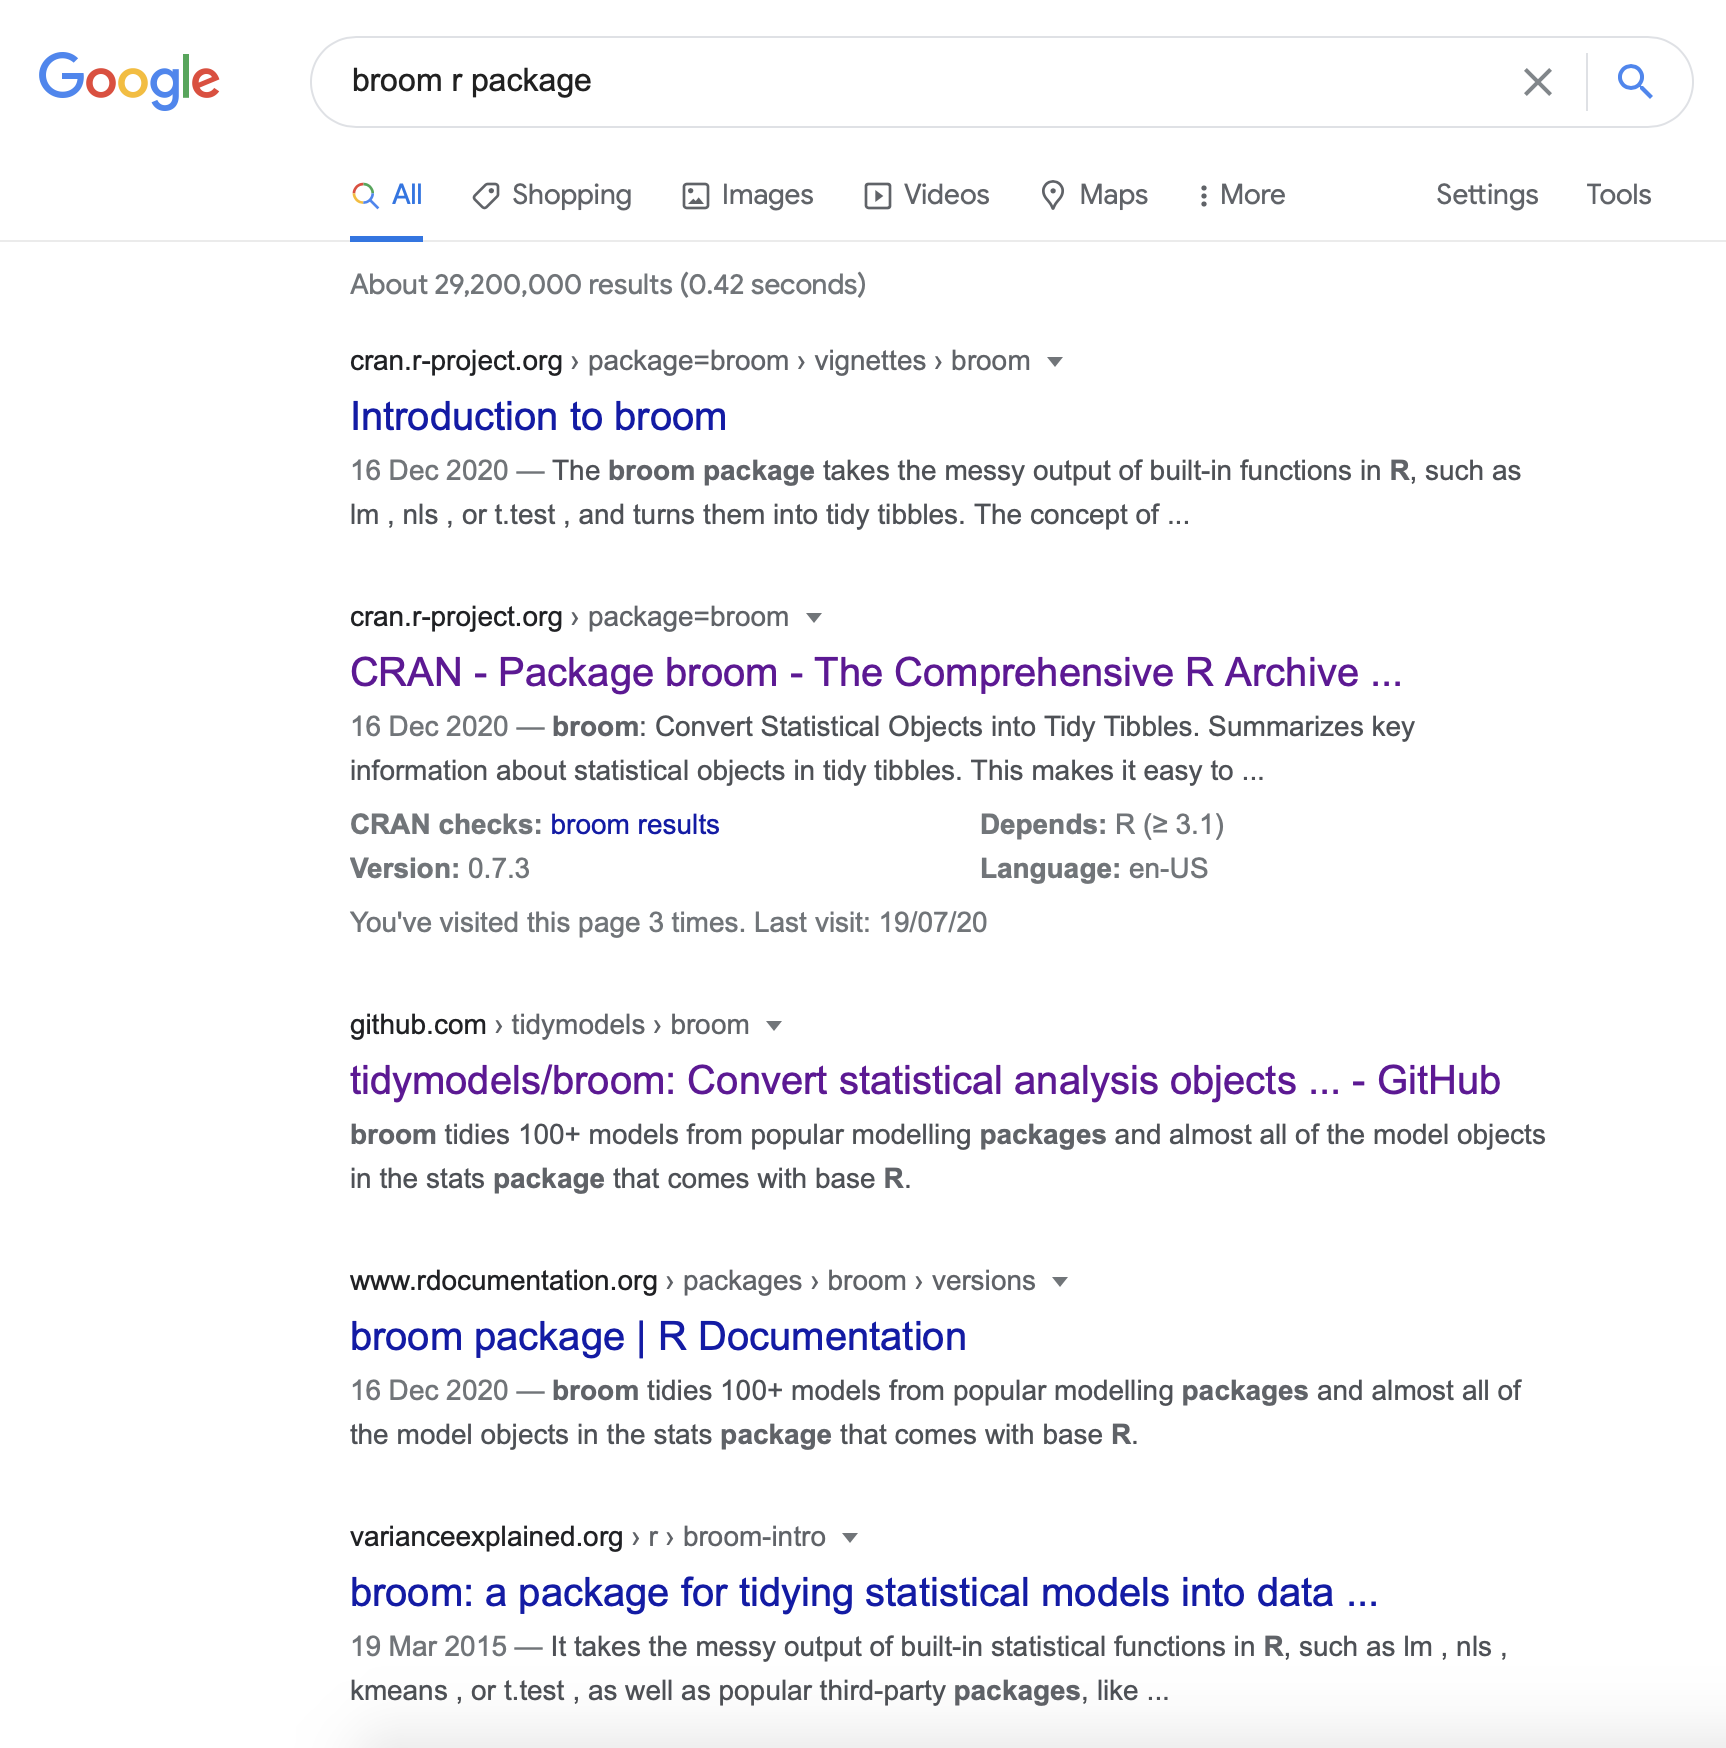 Google
broom r package
All Shopping Images Videos Maps More Settings Tools
About 29,200,000 results (0.42 seconds)
cran.r-project.org › package=broom › vignettes › broom
Introduction to broom
16 Dec 2020 — The broom package takes the messy output of built-in functions in R, such as
lm , nls , or t.test , and turns them into tidy tibbles. The concept of ...
cran.r-project.org › package=broom
CRAN - Package broom - The Comprehensive R Archive ...
16 Dec 2020 — broom: Convert Statistical Objects into Tidy Tibbles. Summarizes key
information about statistical objects in tidy tibbles. This makes it easy to ...
CRAN checks: broom results Depends: R (≥ 3.1)
Version: 0.7.3 Language: en-US
You've visited this page 3 times. Last visit: 19/07/20
github.com › tidymodels › broom
tidymodels/broom: Convert statistical analysis objects ... - GitHub
broom tidies 100+ models from popular modelling packages and almost all of the model objects
in the stats package that comes with base R.
www.rdocumentation.org › packages › broom › versions
broom package | R Documentation
16 Dec 2020 — broom tidies 100+ models from popular modelling packages and almost all of
the model objects in the stats package that comes with base R.
varianceexplained.org › r › broom-intro
broom: a package for tidying statistical models into data ...
19 Mar 2015 — It takes the messy output of built-in statistical functions in R, such as lm , nls ,
kmeans , or t.test , as well as popular third-party packages, like ...